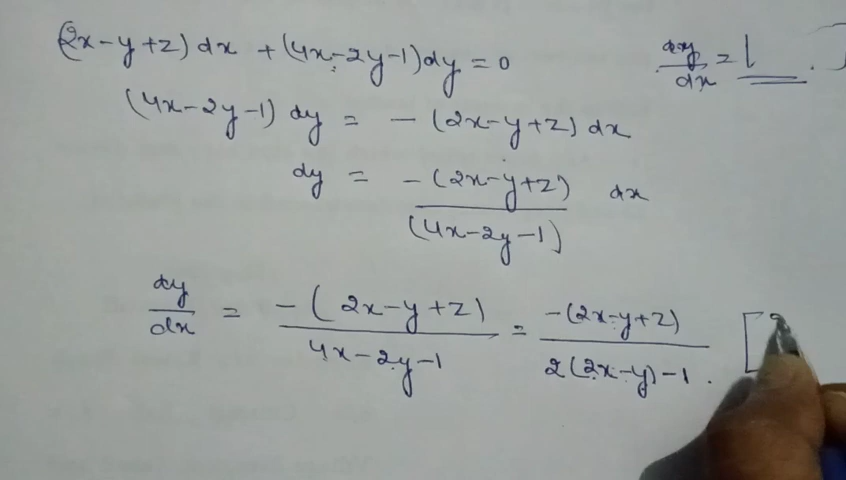 (2x-y+2) dx + (4x-2y-1) dy = 0
dy/dx = 1
(4x-2y-1) dy = - (2x-y+2) dx
dy = -(2x-y+2)/(4x-2y-1) dx
dy/dx = -(2x-y+2)/4x-2y-1 = -(2x-y+2)/2(2x-y)-1 . [2